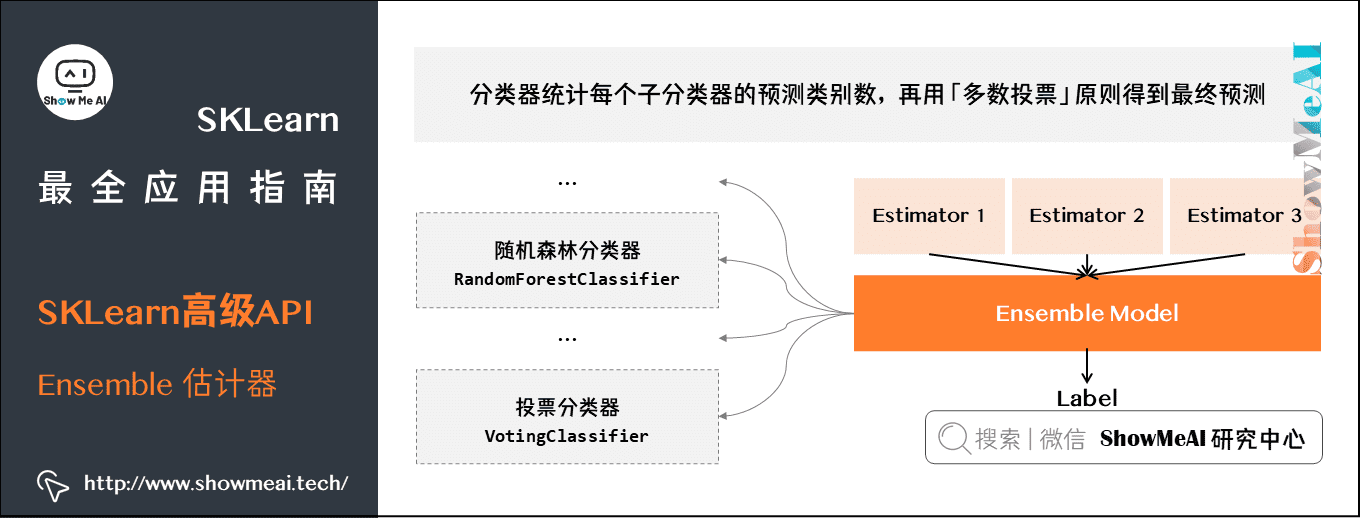 Show Me AI
SKLearn
最全应用指南
SKLearn高级API
Ensemble 估计器
http://www.showmeai.tech/
分类器统计每个子分类器的预测类别数，再用「多数投票」原则得到最终预测
...
随机森林分类器
RandomForestClassifier
...
投票分类器
VotingClassifier
Estimator 1
Estimator 2
Estimator 3
Ensemble Model
Label
搜索|微信 ShowMeAI 研究中心
ShowMeAI